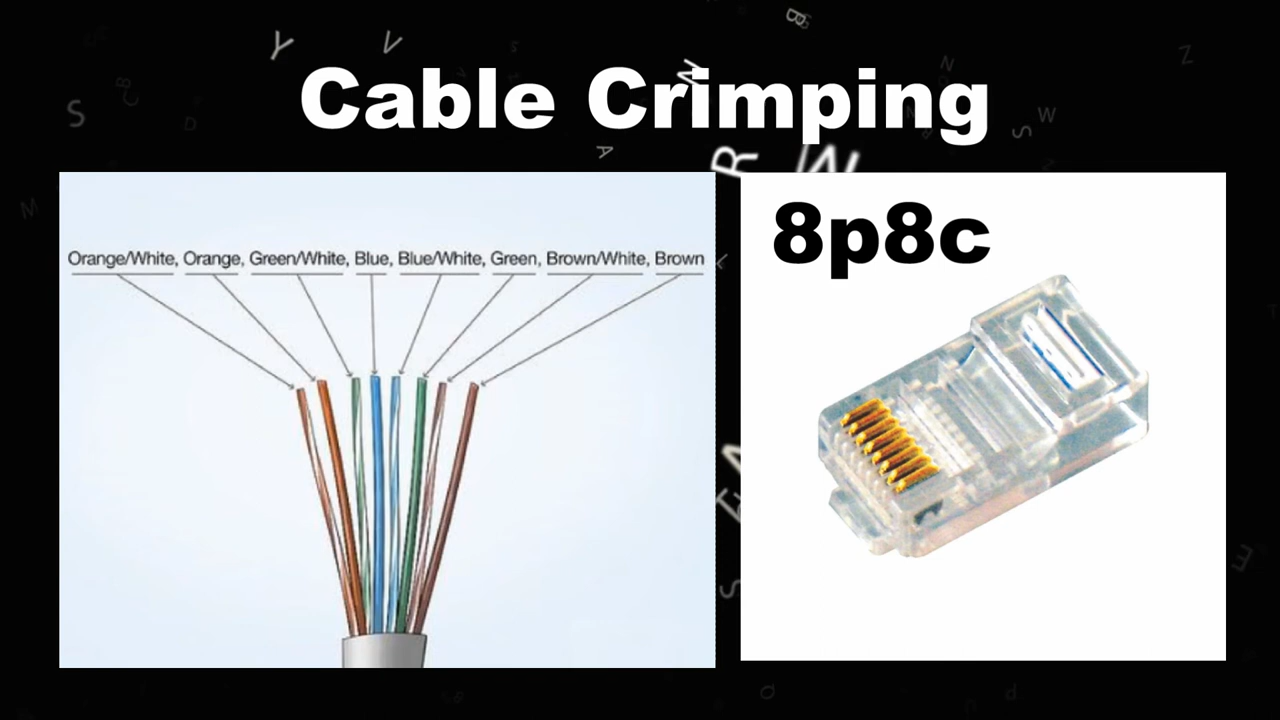 Cable Crimping
Orange/White, Orange, Green/White, Blue, Blue/White, Green, Brown/White, Brown
8p8c